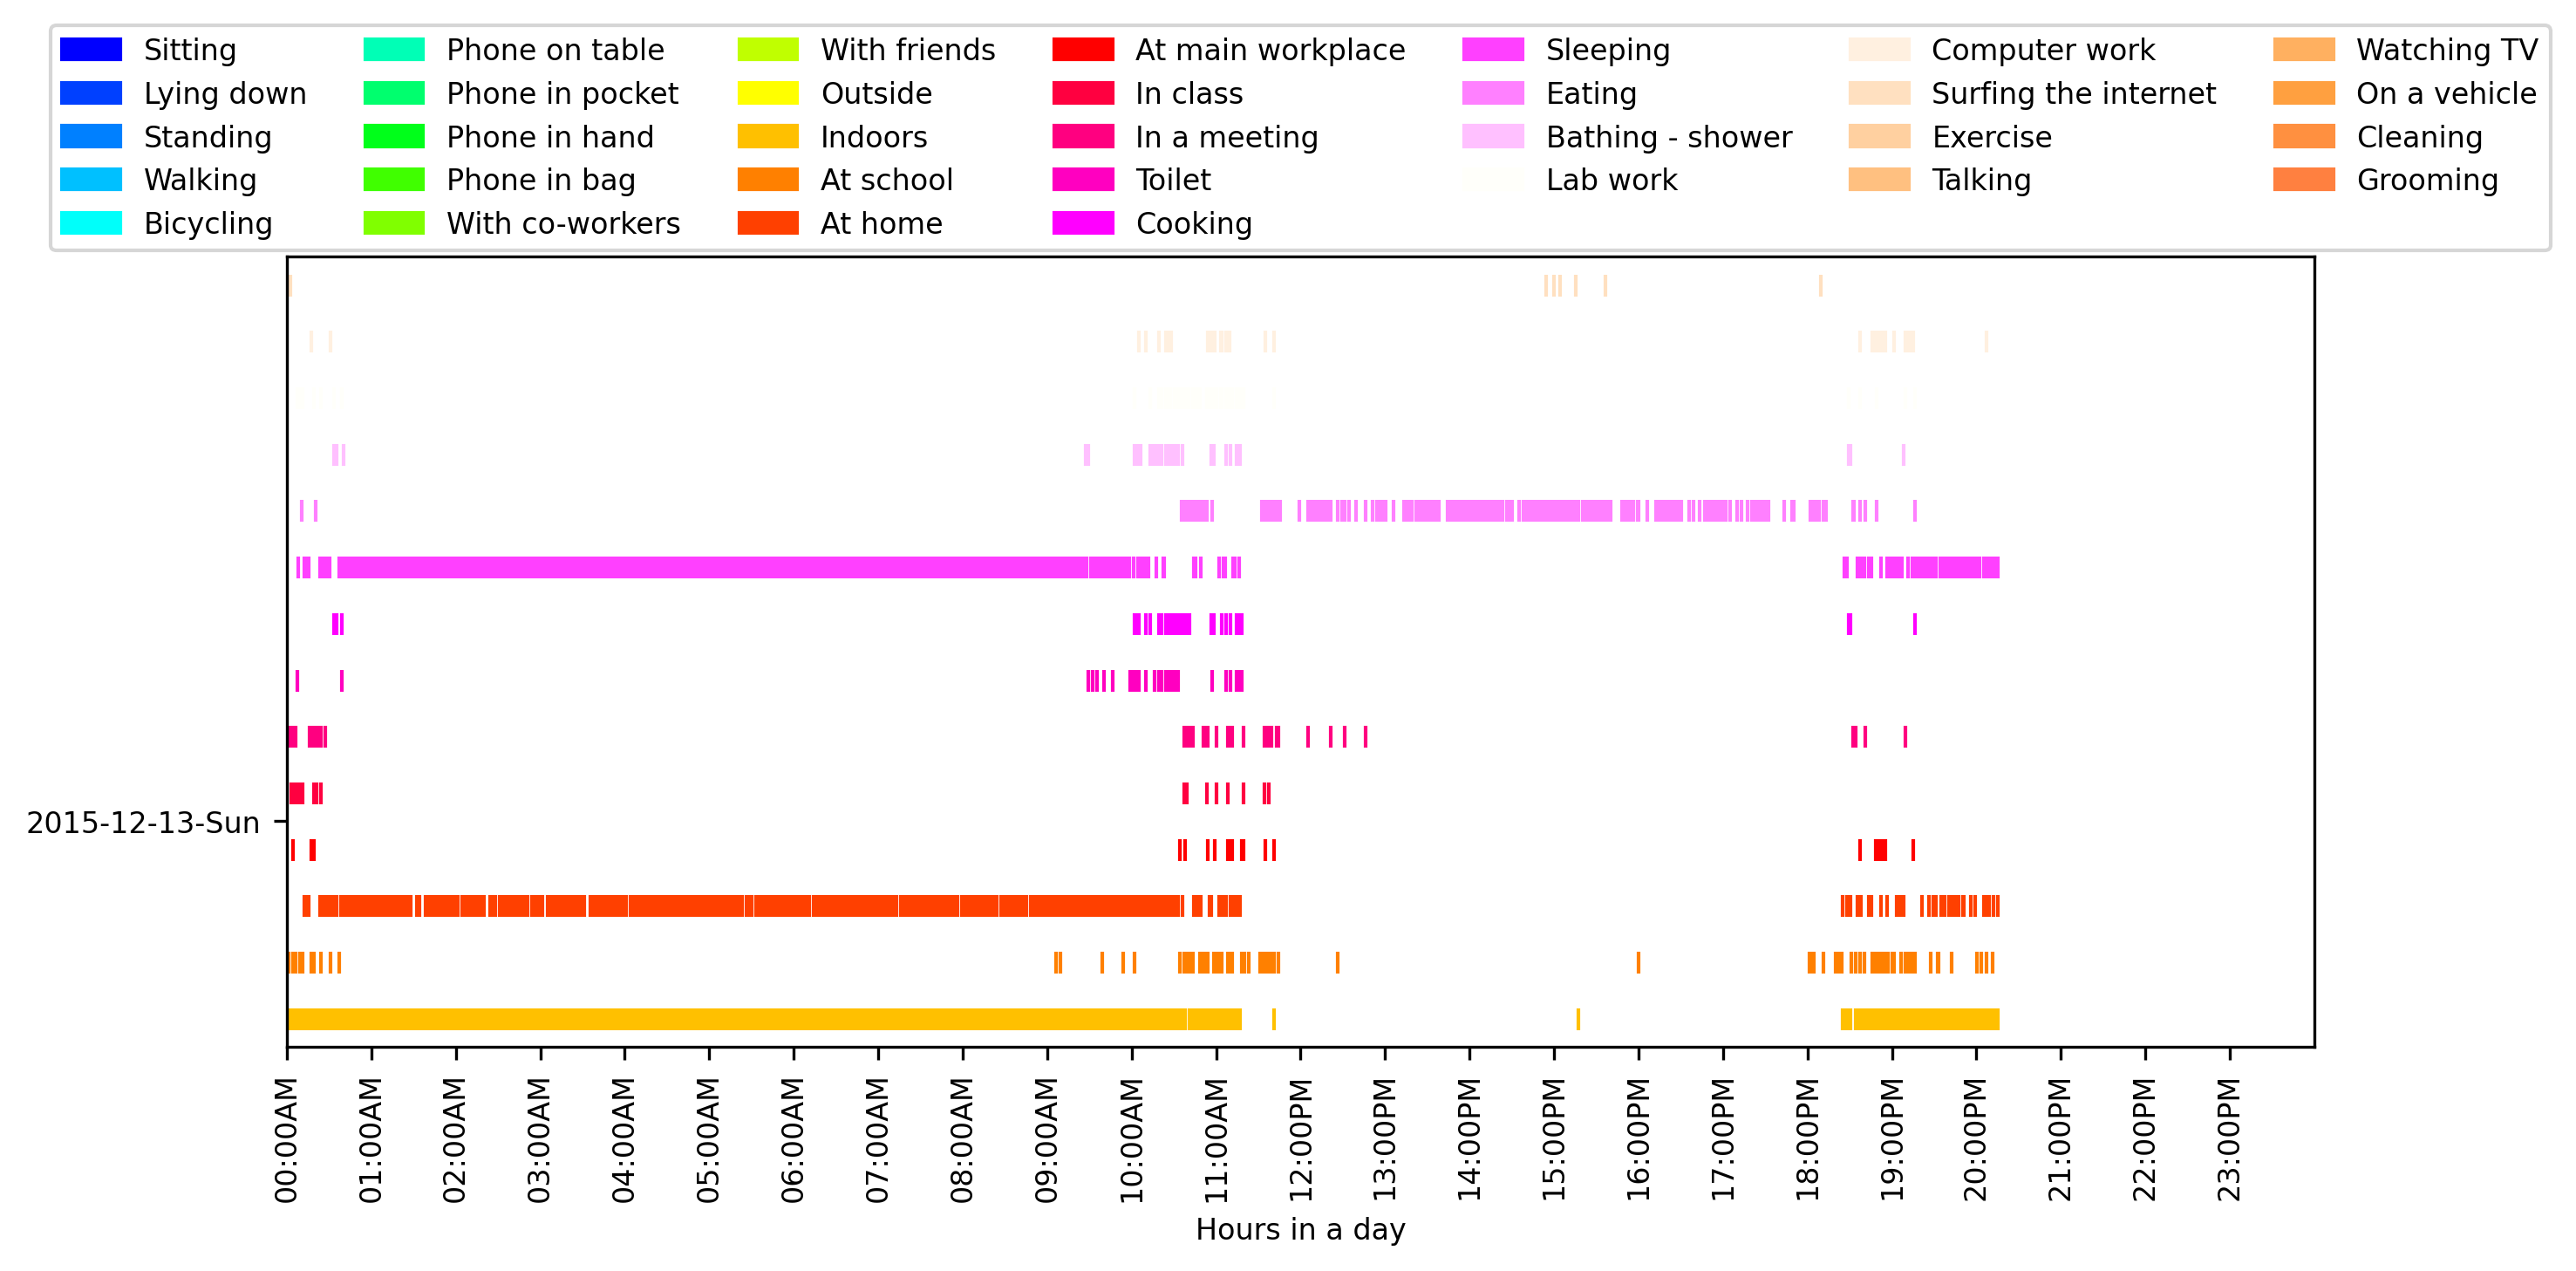 Sitting Phone on table With friends At main workplace Sleeping Computer work Watching TV
Lying down Phone in pocket Outside In class Eating Surfing the internet On a vehicle
Standing Phone in hand Indoors In a meeting Bathing - shower Exercise Cleaning
Walking Phone in bag At school Toilet Lab work Talking Grooming
Bicycling With co-workers At home Cooking
2015-12-13-Sun
00:00AM 01:00AM 02:00AM 03:00AM 04:00AM 05:00AM 06:00AM 07:00AM 08:00AM 09:00AM 10:00AM 11:00AM 12:00PM 13:00PM 14:00PM 15:00PM 16:00PM 17:00PM 18:00PM 19:00PM 20:00PM 21:00PM 22:00PM 23:00PM
Hours in a day